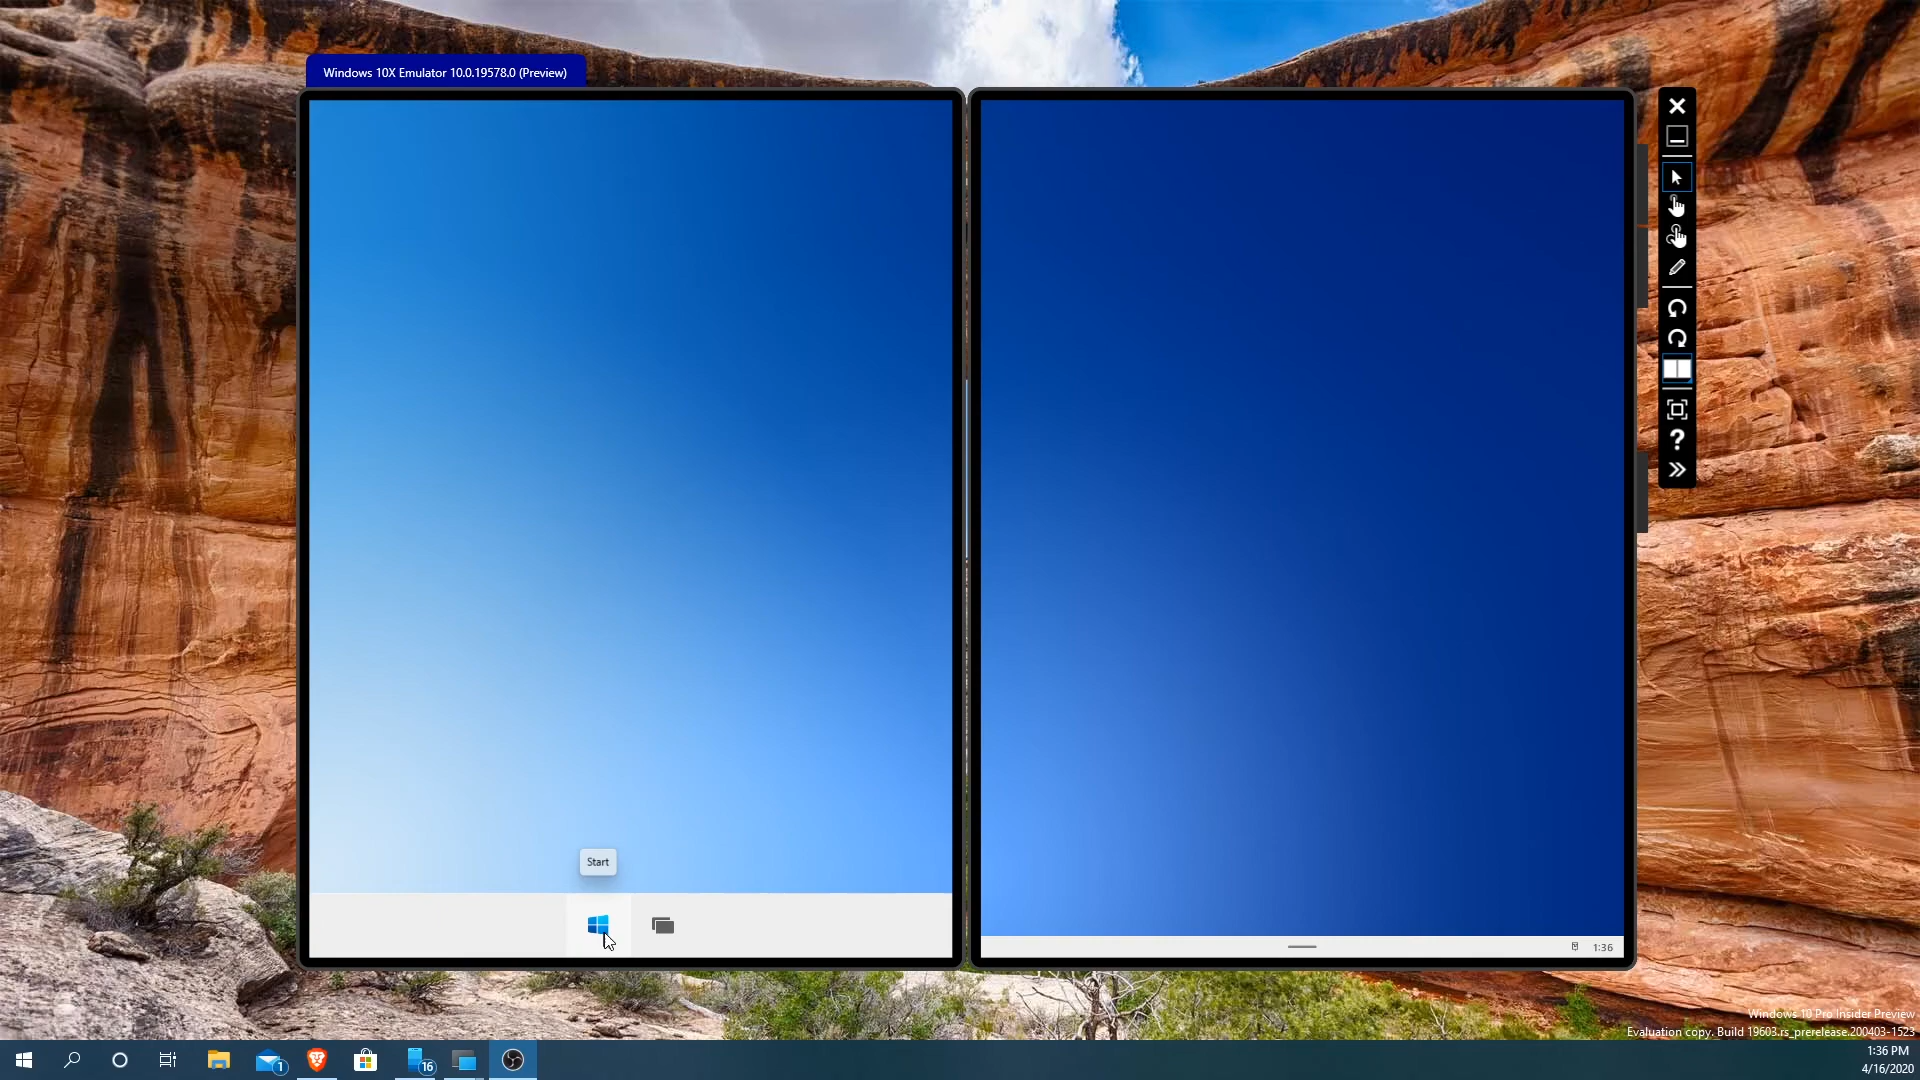 Windows 10X Emulator 10.0.19578.0 (Preview)
Start
1:36
Windows 10 Pro Insider Preview
Evaluation copy. Build 19603.rs_prerelease.200403-1523
1
16
1:36 PM
4/16/2020